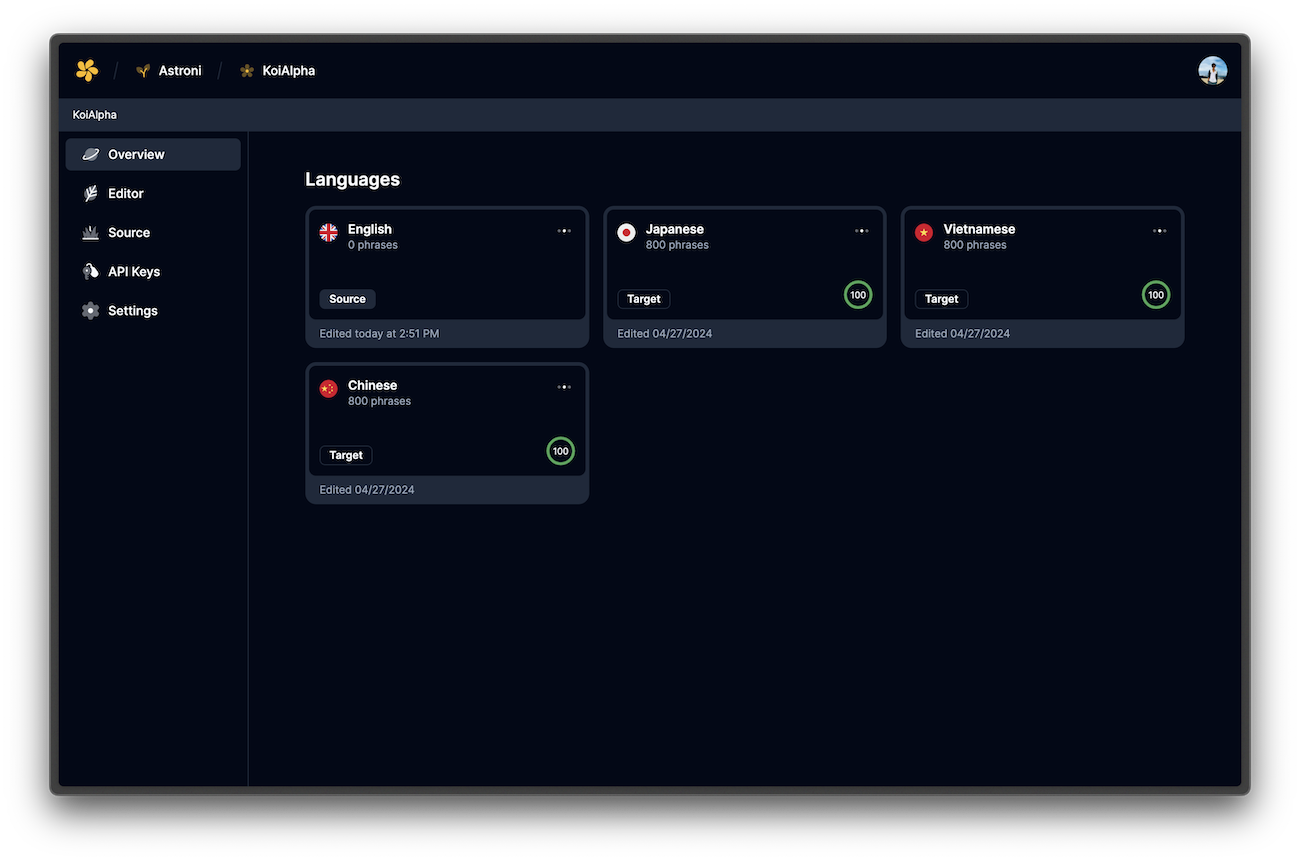 Astroni
KoiAlpha
KoiAlpha
Overview
Editor
Source
API Keys
Settings
Languages
English
0 phrases
Source
Edited today at 2:51 PM
Japanese
800 phrases
Target
100
Edited 04/27/2024
Vietnamese
800 phrases
Target
100
Edited 04/27/2024
Chinese
800 phrases
Target
100
Edited 04/27/2024